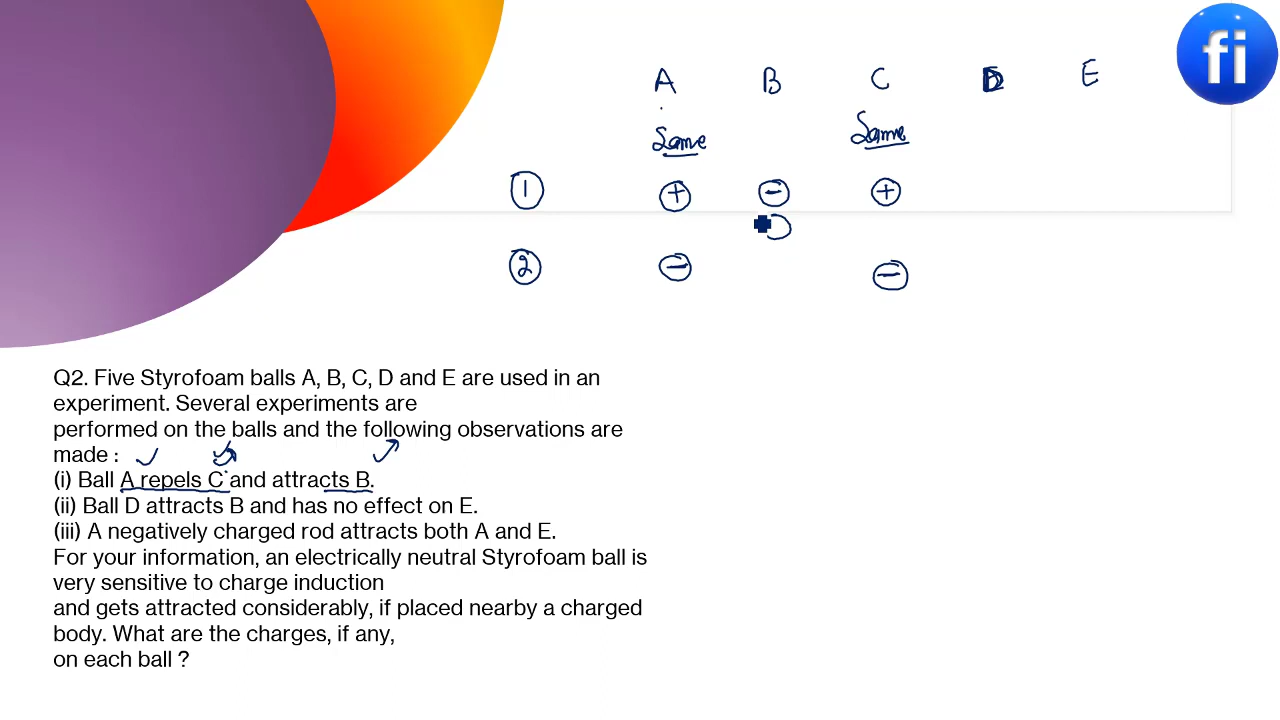 fi
A B C D E
Same Same
1 + - +
2 - -
Q2. Five Styrofoam balls A, B, C, D and E are used in an
experiment. Several experiments are
performed on the balls and the following observations are
made :
(i) Ball A repels C and attracts B.
(ii) Ball D attracts B and has no effect on E.
(iii) A negatively charged rod attracts both A and E.
For your information, an electrically neutral Styrofoam ball is
very sensitive to charge induction
and gets attracted considerably, if placed nearby a charged
body. What are the charges, if any,
on each ball ?